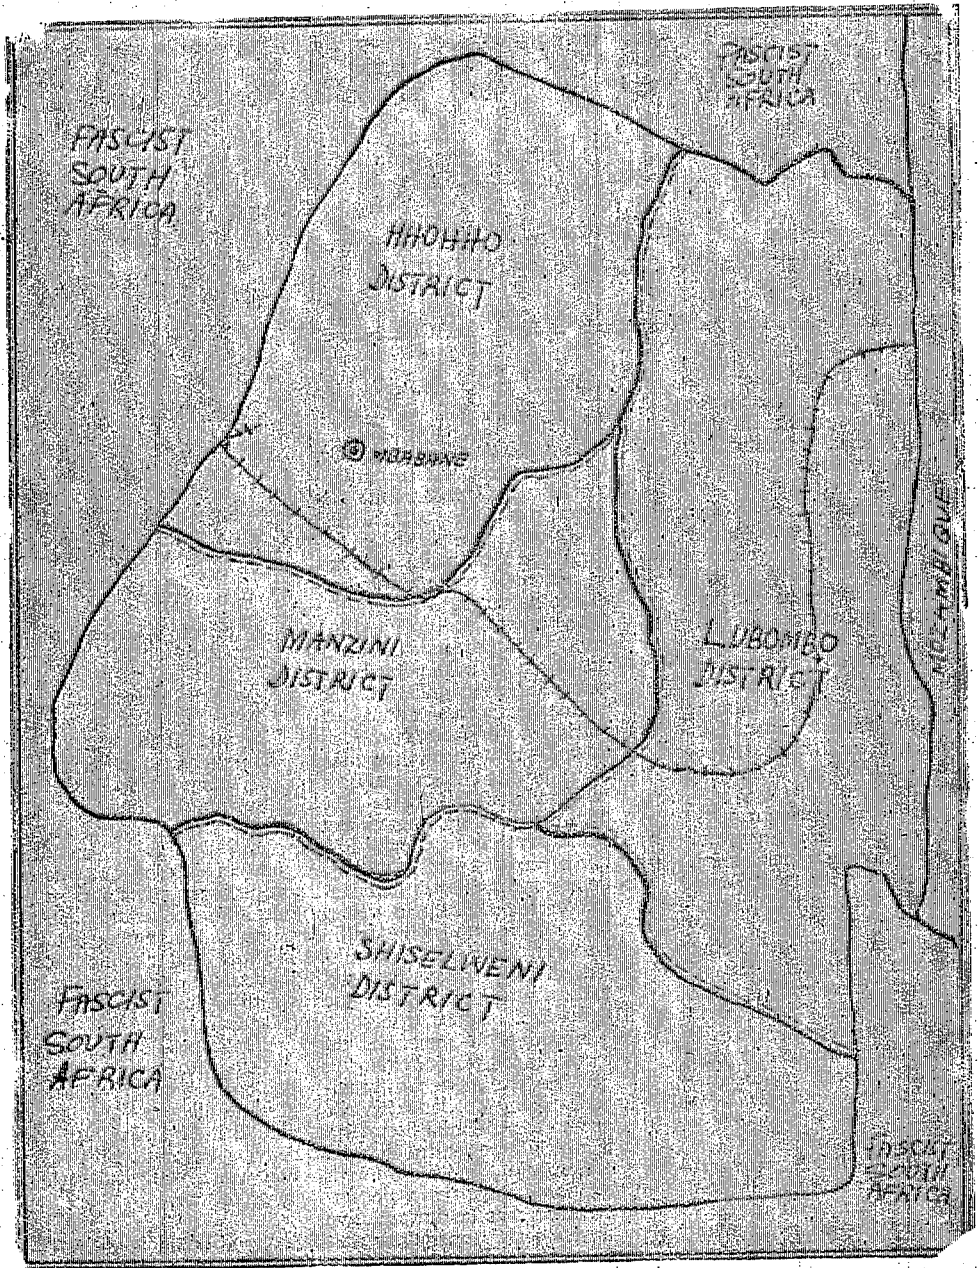 FASCIST
SOUTH
AFRICA
FASCIST
SOUTH
AFRICA
HHOHHO
DISTRICT
MBABANE
MOZAMBIQUE
MANZINI
DISTRICT
LUBOMBO
DISTRICT
SHISELWENI
DISTRICT
FASCIST
SOUTH
AFRICA
FASCIST
SOUTH
AFRICA